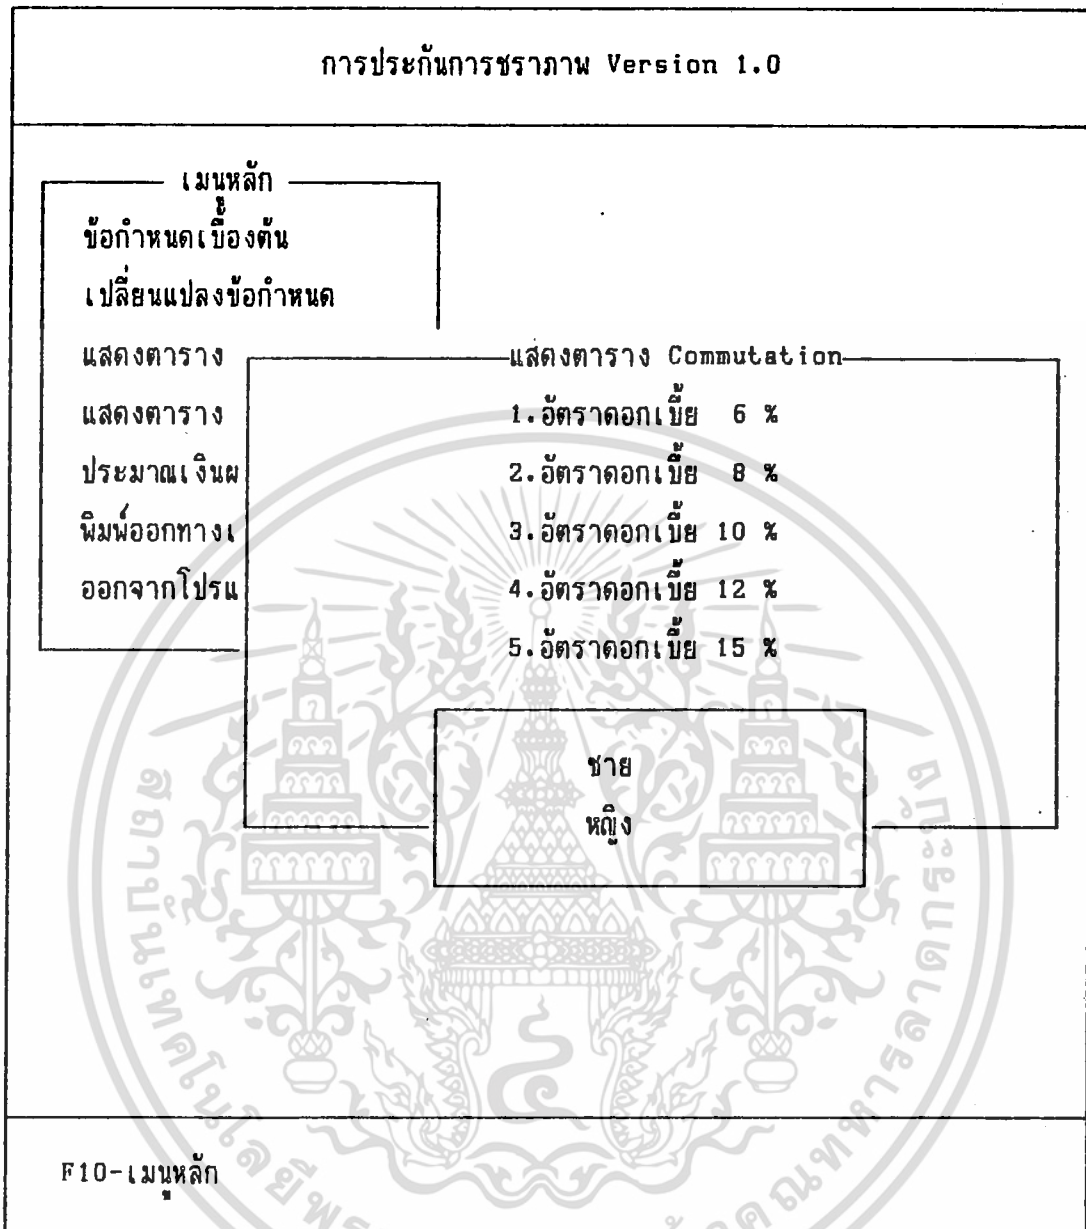 การประกันการชราภาพ Version 1.0
เมนูหลัก
ข้อกำหนดเบื้องต้น
เปลี่ยนแปลงข้อกำหนด
แสดงตาราง
แสดงตาราง
ประมาณเงินผ
พิมพ์ออกทางเ
ออกจากโปรแ
แสดงตาราง Commutation
1.อัตราดอกเบี้ย 6 %
2.อัตราดอกเบี้ย 8 %
3.อัตราดอกเบี้ย 10 %
4.อัตราดอกเบี้ย 12 %
5.อัตราดอกเบี้ย 15 %
ชาย
หญิง
F10-เมนูหลัก